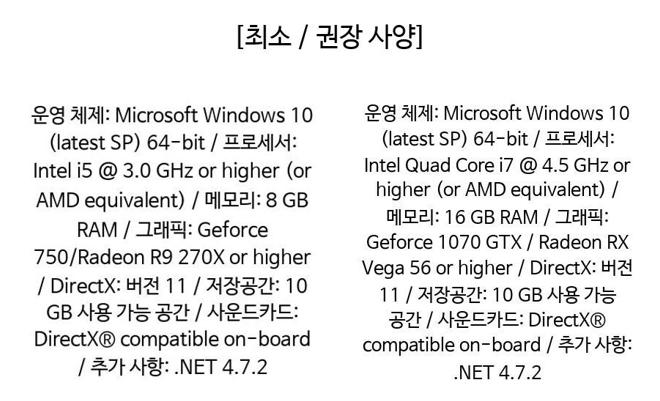 [최소 / 권장 사양]
운영 체제: Microsoft Windows 10
(latest SP) 64-bit / 프로세서:
Intel i5 @ 3.0 GHz or higher (or
AMD equivalent) / 메모리: 8 GB
RAM / 그래픽: Geforce
750/Radeon R9 270X or higher
/ DirectX: 버전 11 / 저장공간: 10
GB 사용 가능 공간 / 사운드카드:
DirectX® compatible on-board
/ 추가 사항: .NET 4.7.2
운영 체제: Microsoft Windows 10
(latest SP) 64-bit / 프로세서:
Intel Quad Core i7 @ 4.5 GHz or
higher (or AMD equivalent) /
메모리: 16 GB RAM / 그래픽:
Geforce 1070 GTX / Radeon RX
Vega 56 or higher / DirectX: 버전
11 / 저장공간: 10 GB 사용 가능
공간 / 사운드카드: DirectX®
compatible on-board / 추가 사항:
.NET 4.7.2